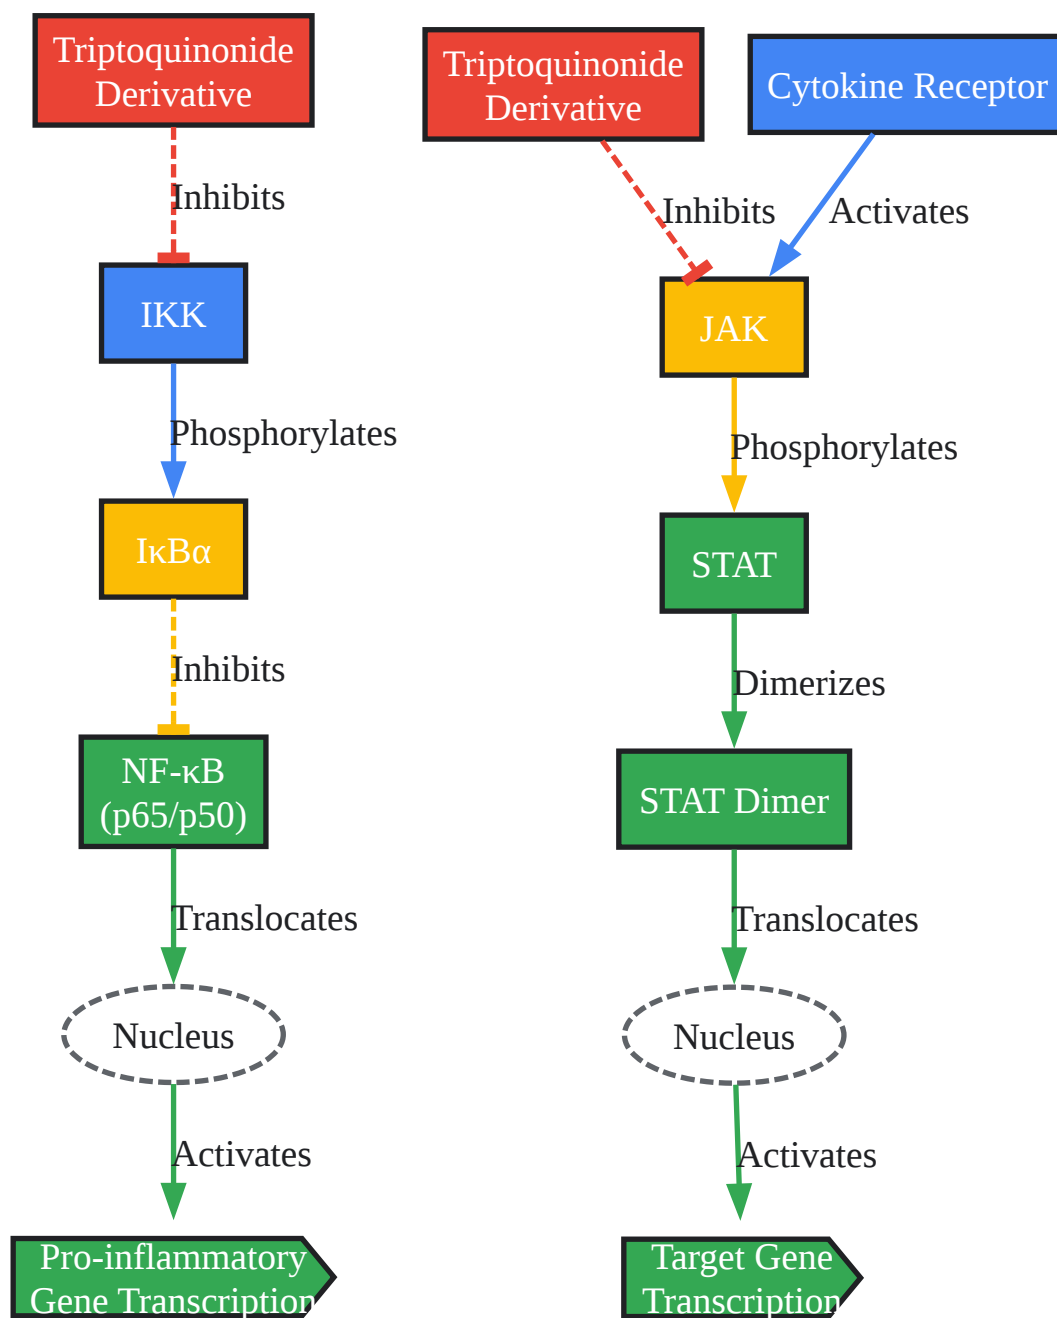 Triptoquinonide
Derivative
Inhibits
IKK
Phosphorylates
IκBα
Inhibits
NF-κB
(p65/p50)
Translocates
Nucleus
Activates
Pro-inflammatory
Gene Transcription
Triptoquinonide
Derivative
Cytokine Receptor
Inhibits
Activates
JAK
Phosphorylates
STAT
Dimerizes
STAT Dimer
Translocates
Nucleus
Activates
Target Gene
Transcription